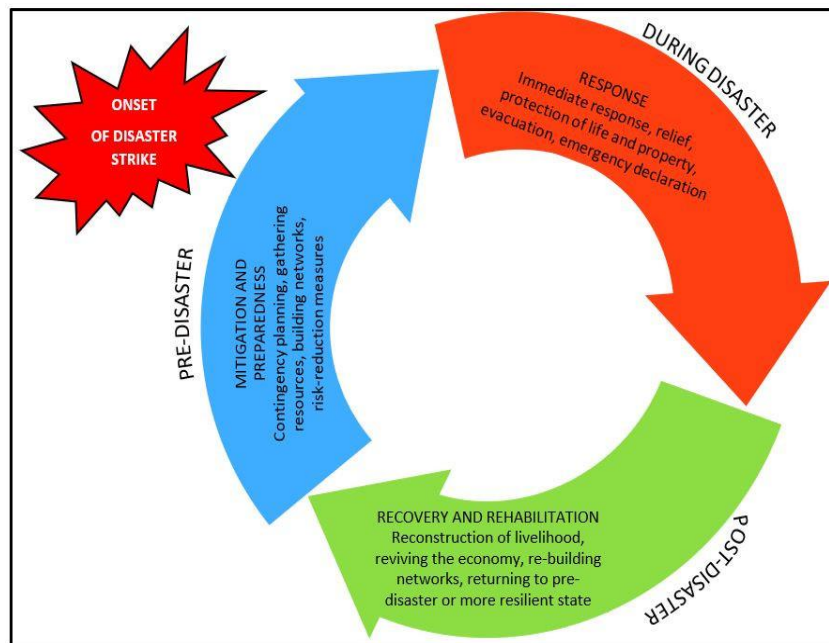 ONSET
OF DISASTER
STRIKE
PRE-DISASTER
MITIGATION AND
PREPAREDNESS
Contingency planning, gathering
resources, building networks,
risk-reduction measures
DURING DISASTER
RESPONSE
Immediate response, relief,
protection of life and property,
evacuation, emergency declaration
POST-DISASTER
RECOVERY AND REHABILITATION
Reconstruction of livelihood,
reviving the economy, re-building
networks, returning to pre-
disaster or more resilient state